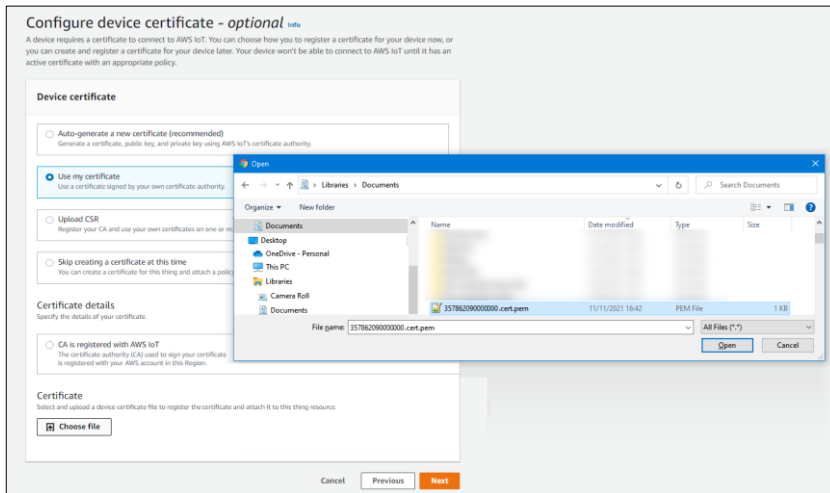 Configure device certificate - optional Info
A device requires a certificate to connect to AWS IoT. You can choose how you to register a certificate for your device now, or
you can create and register a certificate for your device later. Your device won't be able to connect to AWS IoT until it has an
active certificate with an appropriate policy.
Device certificate
Auto-generate a new certificate (recommended)
Generate a certificate, public key, and private key using AWS IoT's certificate authority.
Use my certificate
Use a certificate signed by your own certificate authority.
Upload CSR
Register your CA and use your own certificates on one or m
Skip creating a certificate at this time
You can create a certificate for this thing and attach a policy
Certificate details
Specify the details of your certificate.
CA is registered with AWS IoT
The certificate authority (CA) used to sign your certificate
is registered with your AWS account in this Region.
Certificate
Select and upload a device certificate file to register the certificate and attach it to this thing resource.
Choose file
Cancel Previous Next
Open
Libraries › Documents
Search Documents
Organize New folder
Documents
Desktop
OneDrive - Personal
This PC
Libraries
Camera Roll
Documents
Name Date modified Type Size
357862090000000.cert.pem 11/11/2021 16:42 PEM File 1 KB
File name: 357862090000000.cert.pem
All Files (*.*)
Open Cancel